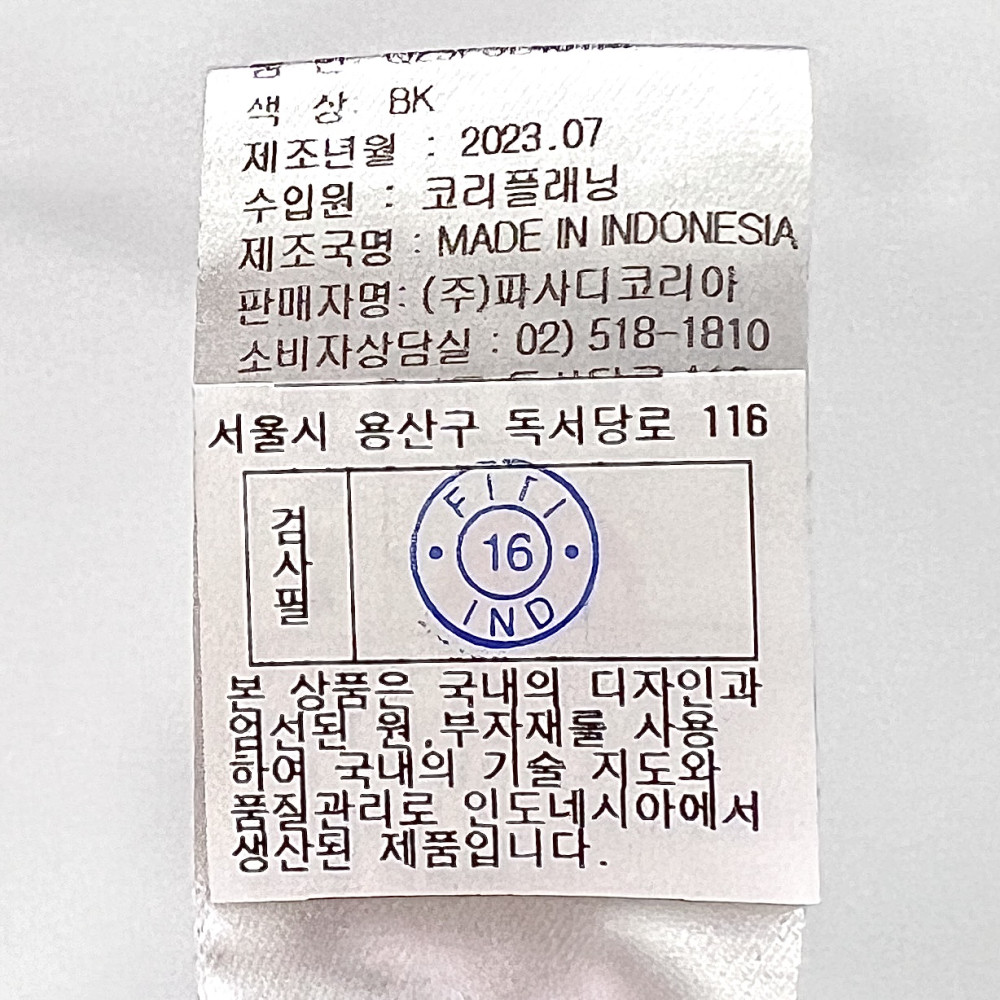 색 상: BK
제조년월 : 2023.07
수입원 : 코리플래닝
제조국명 : MADE IN INDONESIA
판매자명: (주)파사디코리아
소비자상담실 : 02) 518-1810
서울시 용산구 독서당로 116
검사필
FITI
16
IND
본 상품은 국내의 디자인과
엄선된 원.부자재룰 사용
하여 국내의 기술 지도와
품질관리로 인도네시아에서
생산된 제품입니다.